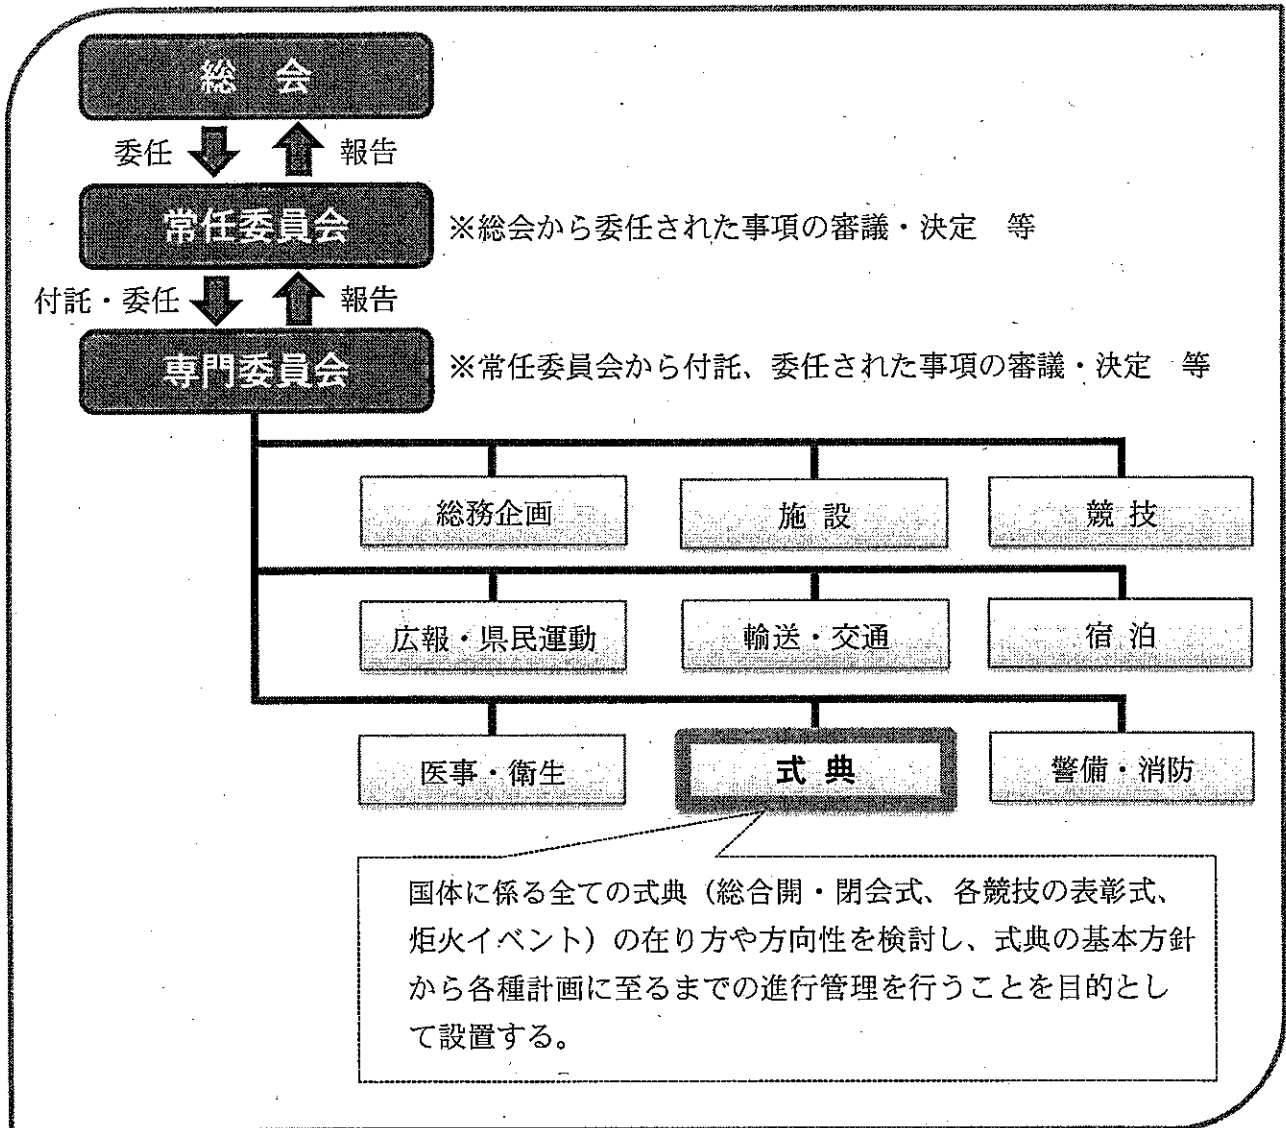 総 会
委任 報告
常任委員会 ※総会から委任された事項の審議・決定 等
付託・委任 報告
専門委員会 ※常任委員会から付託、委任された事項の審議・決定 等
総務企画 施 設 競 技
広報・県民運動 輸送・交通 宿 泊
医事・衛生 式 典 警備・消防
国体に係る全ての式典（総合開・閉会式、各競技の表彰式、
炬火イベント）の在り方や方向性を検討し、式典の基本方針
から各種計画に至るまでの進行管理を行うことを目的とし
て設置する。